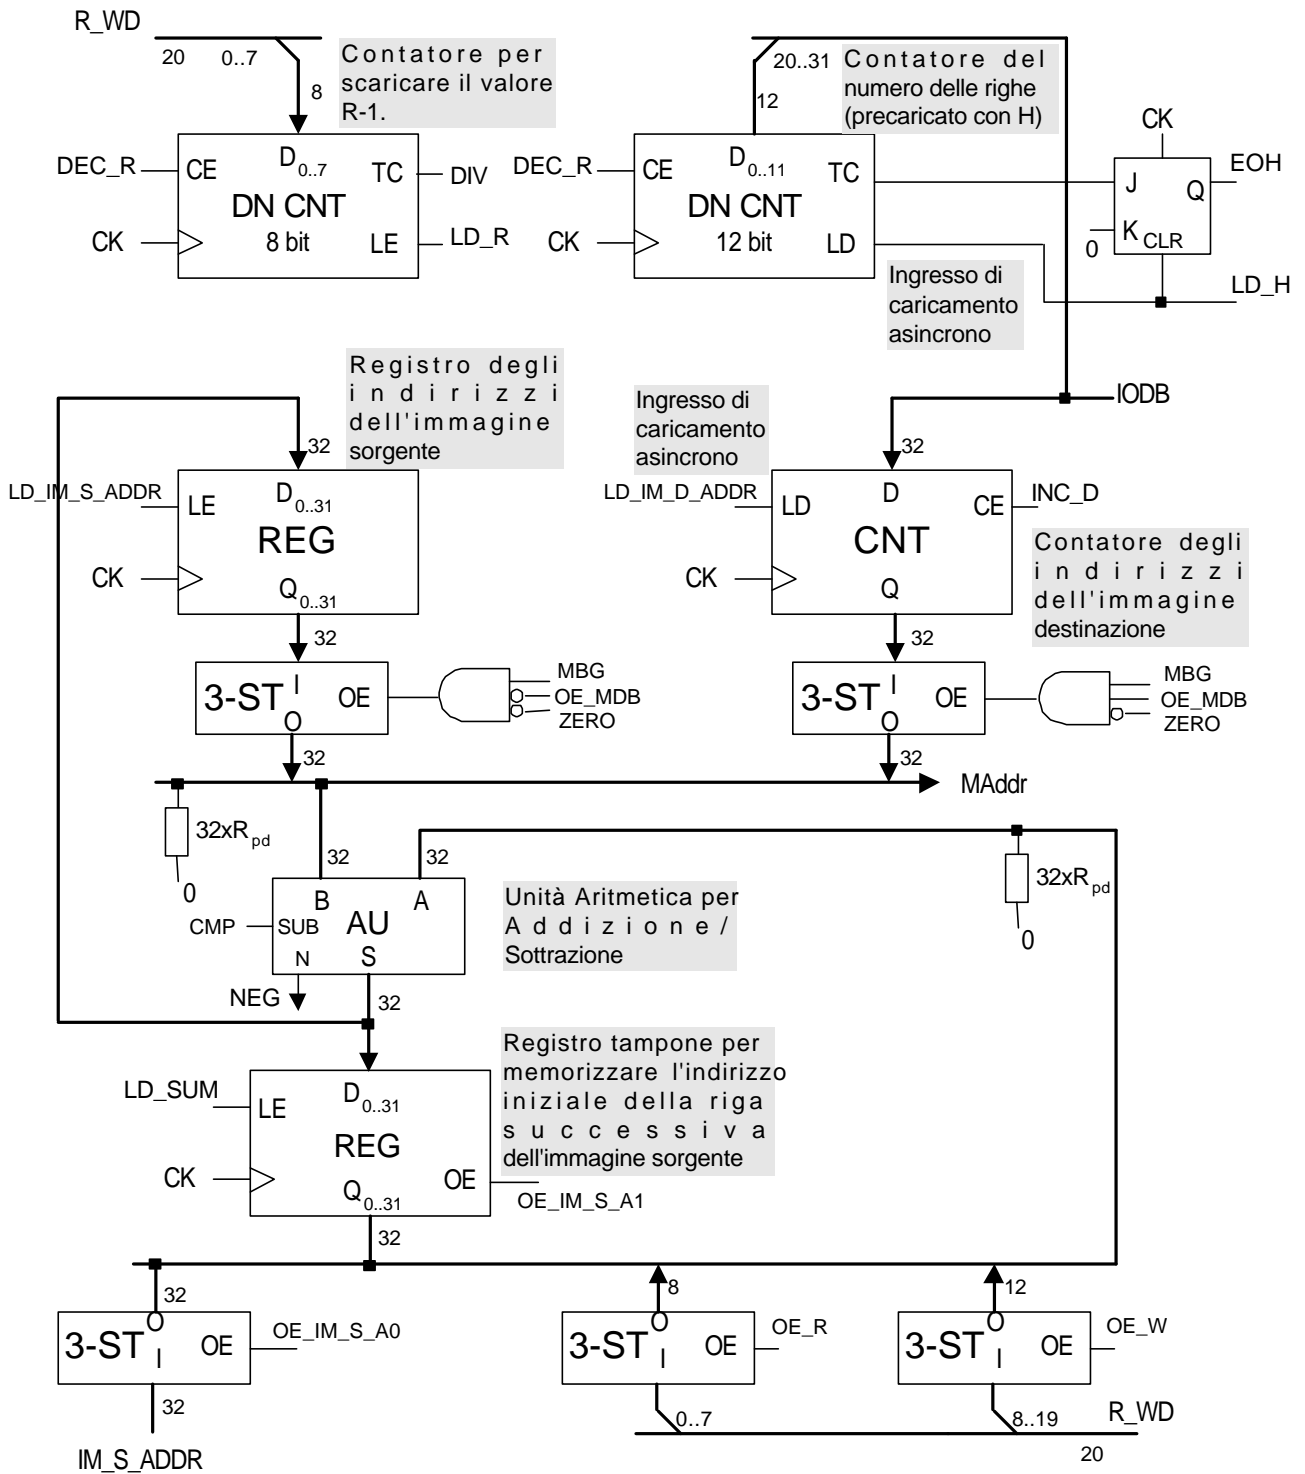 R_WD
20 0..7
8
Contatore per
scaricare il valore
R-1.
20..31
12
Contatore del
numero delle righe
(precaricato con H)
DEC_R
CE
D0..7
TC
DIV
DN CNT
8 bit
CK
LE
LD_R
DEC_R
CE
D0..11
TC
DN CNT
12 bit
CK
LD
CK
J
Q
EOH
K
CLR
0
LD_H
Ingresso di
caricamento
asincrono
Registro degli
indirizzi
dell'immagine
sorgente
32
Ingresso di
caricamento
asincrono
IODB
32
LD_IM_S_ADDR
LE
D0..31
REG
CK
Q0..31
32
LD_IM_D_ADDR
LD
D
CE
INC_D
CNT
CK
Q
32
Contatore degli
indirizzi
dell'immagine
destinazione
3-ST
I
O
OE
MBG
OE_MDB
ZERO
32
3-ST
I
O
OE
MBG
OE_MDB
ZERO
32
MAddr
32xRpd
0
32
32
32xRpd
0
B
A
CMP
SUB
AU
N
S
NEG
32
Unità Aritmetica per
Addizione/
Sottrazione
Registro tampone per
memorizzare l'indirizzo
iniziale della riga
successiva
dell'immagine sorgente
LD_SUM
LE
D0..31
REG
CK
OE
Q0..31
OE_IM_S_A1
32
32
8
12
3-ST
O
I
OE
OE_IM_S_A0
3-ST
O
I
OE
OE_R
3-ST
O
I
OE
OE_W
32
0..7
8..19
R_WD
20
IM_S_ADDR